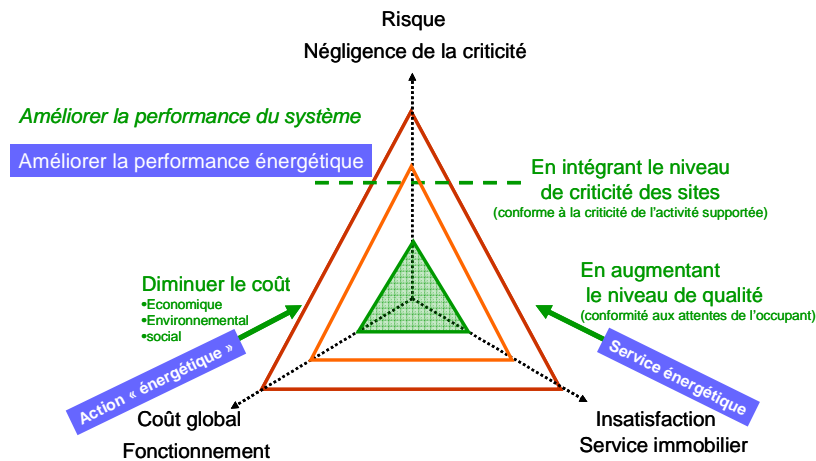 Risque
Négligence de la criticité
Améliorer la performance du système
Améliorer la performance énergétique
En intégrant le niveau
de criticité des sites
(conforme à la criticité de l'activité supportée)
Diminuer le coût
•Economique
•Environnemental
•social
En augmentant
le niveau de qualité
(conformité aux attentes de l'occupant)
Action « énergétique »
Service énergétique
Coût global
Fonctionnement
Insatisfaction
Service immobilier